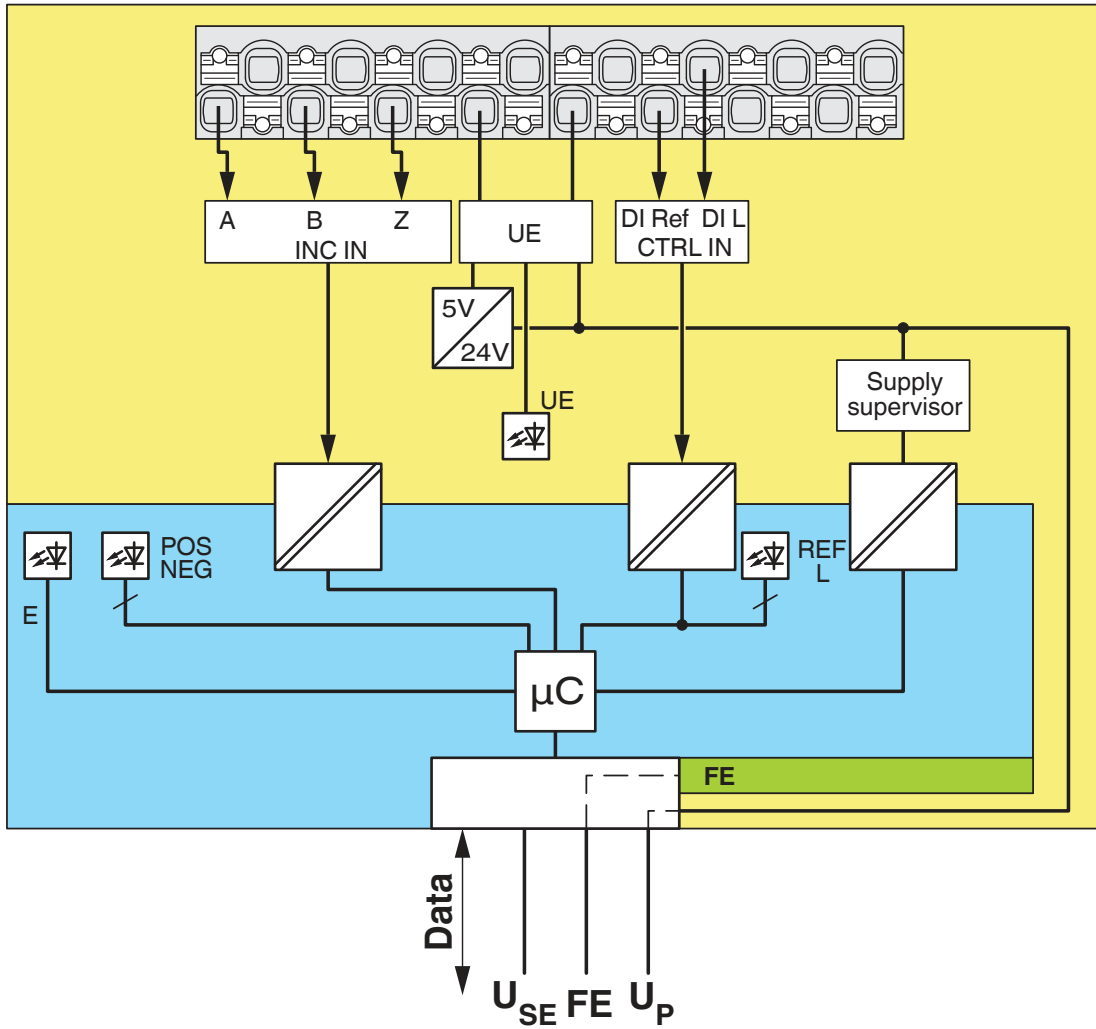 A B Z
INC IN
UE
DI Ref DI L
CTRL IN
5V
24V
UE
Supply
supervisor
POS
NEG
REF
L
E
µC
FE
Data
USE FE UP